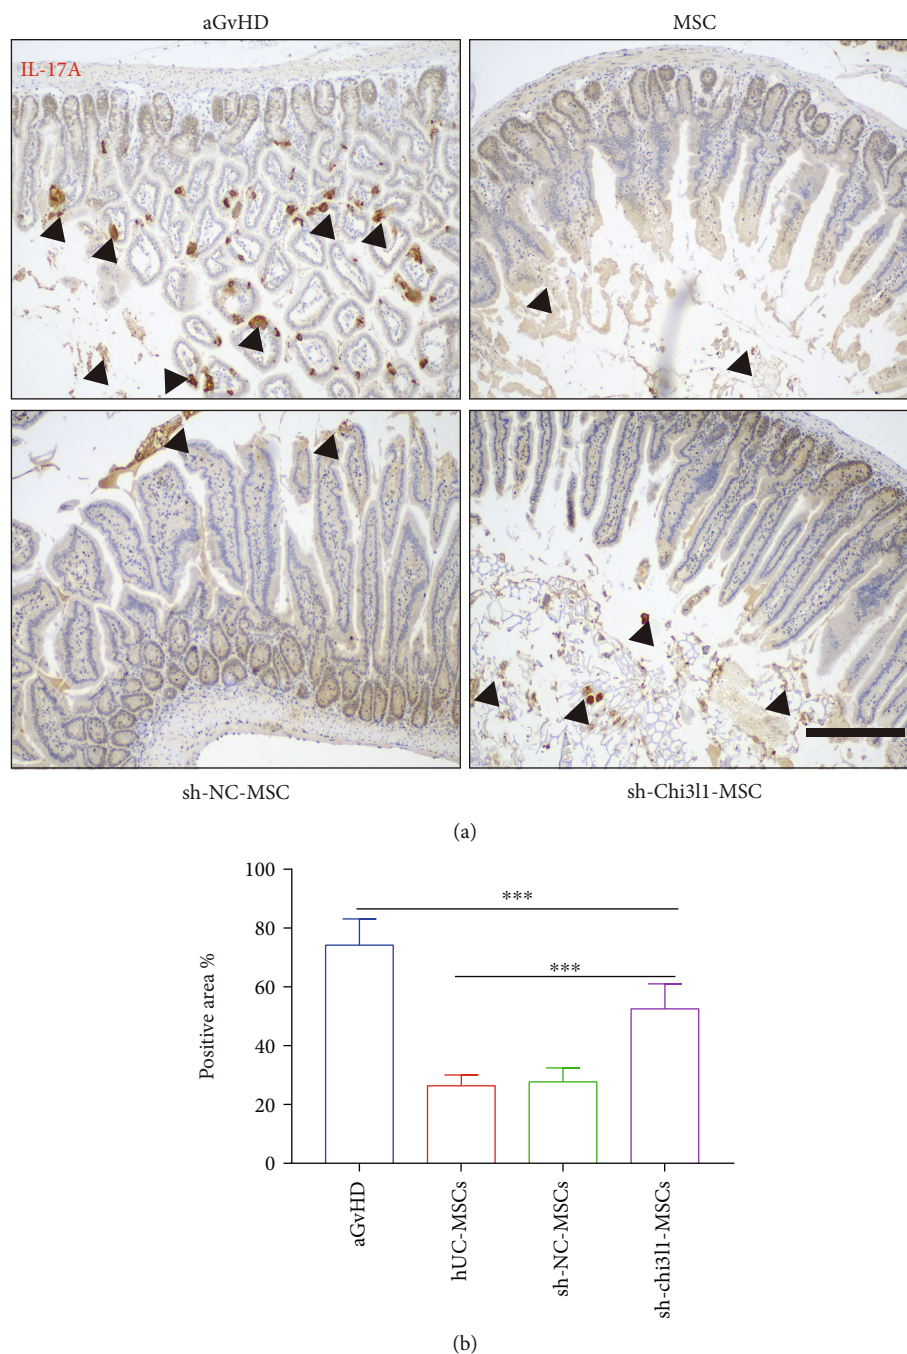 aGvHD
MSC
IL-17A
sh-NC-MSC
sh-Chi3l1-MSC
(a)
100
80
60
40
20
0
Positive area %
***
***
aGvHD
hUC-MSCs
sh-NC-MSCs
sh-chi3l1-MSCs
(b)